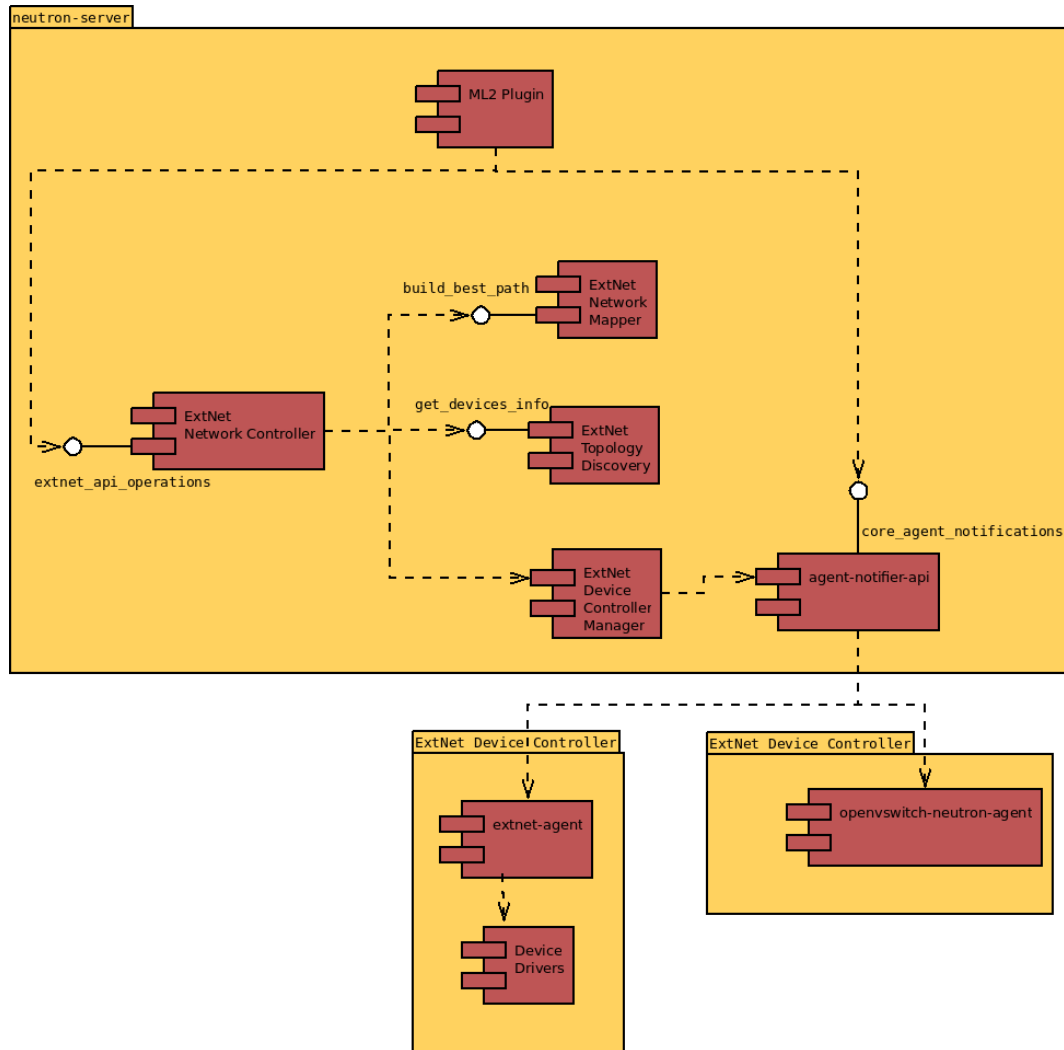 neutron-server
ML2 Plugin
build_best_path
ExtNet
Network
Mapper
get_devices_info
ExtNet
Network Controller
ExtNet
Topology
Discovery
extnet_api_operations
core_agent_notifications
ExtNet
Device
Controller
Manager
agent-notifier-api
ExtNet Device Controller
ExtNet Device Controller
extnet-agent
openvswitch-neutron-agent
Device
Drivers